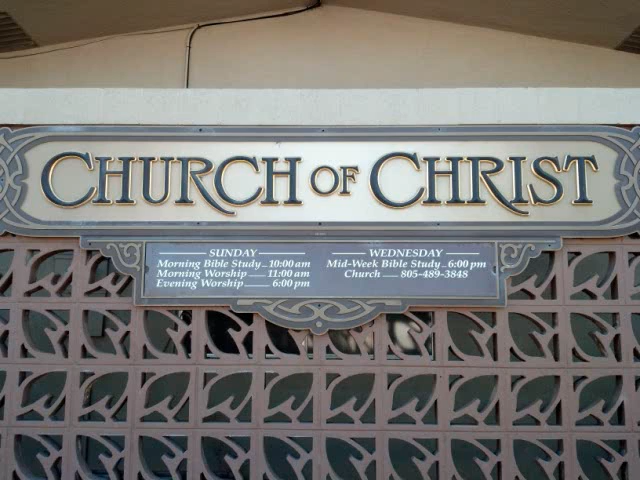 CHURCH OF CHRIST
SUNDAY
Morning Bible Study 10:00 am
Morning Worship 11:00 am
Evening Worship 6:00 pm
WEDNESDAY
Mid-Week Bible Study 6:00 pm
Church 805-489-3848